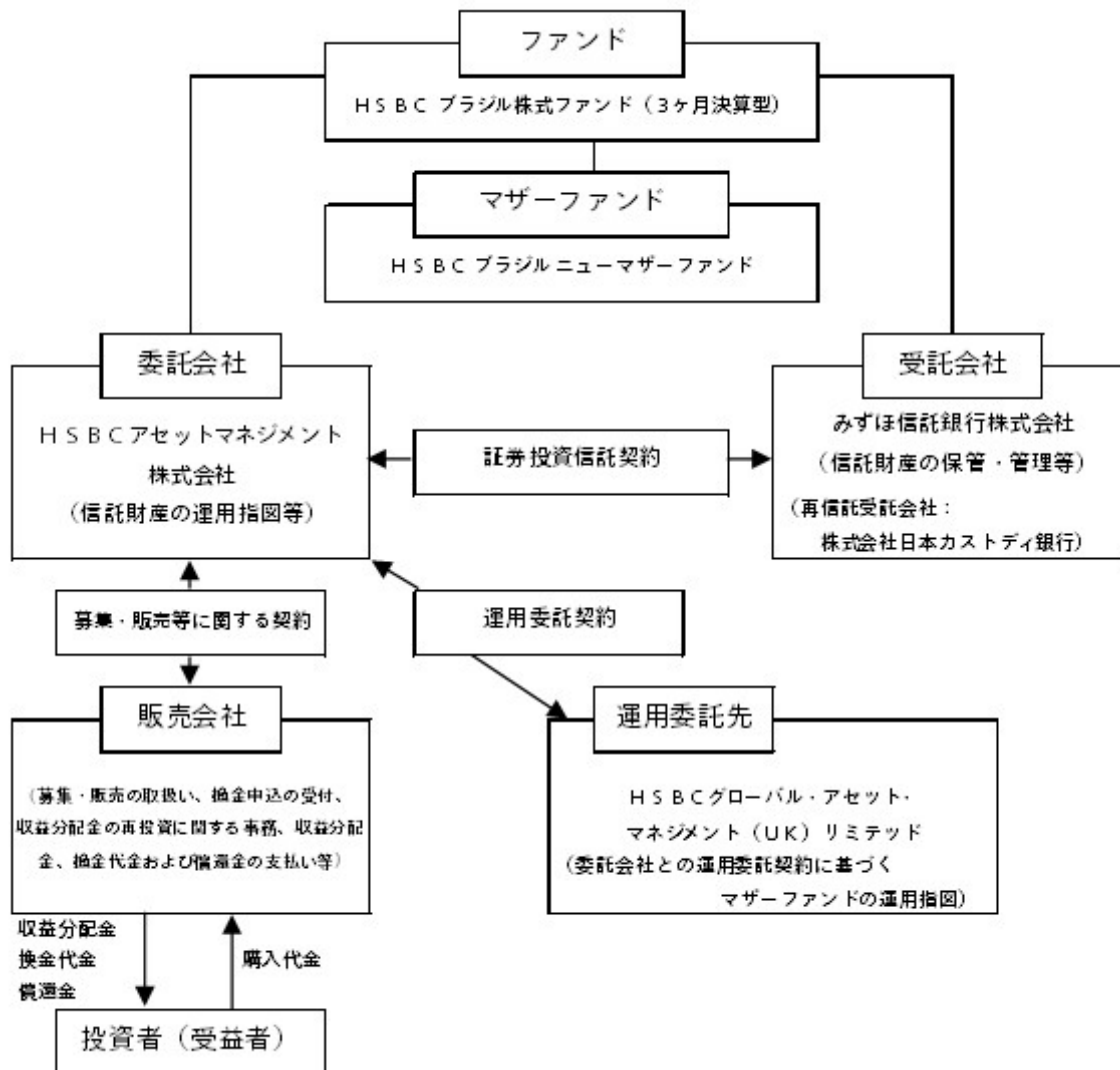 ファンド
HSBC ブラジル株式ファンド（3ヶ月決算型）
マザーファンド
HSBC ブラジル ニューマザーファンド
委託会社
HSBCアセットマネジメント
株式会社
（信託財産の運用指図等）
証券投資信託契約
受託会社
みずほ信託銀行株式会社
（信託財産の保管・管理等）
（再信託受託会社：
株式会社日本カストディ銀行）
募集・販売等に関する契約
運用委託契約
販売会社
（募集・販売の取扱い、換金申込の受付、
収益分配金の再投資に関する事務、収益分配
金、換金代金および償還金の支払い等）
運用委託先
HSBCグローバル・アセット・
マネジメント（UK）リミテッド
（委託会社との運用委託契約に基づく
マザーファンドの運用指図）
収益分配金
換金代金
償還金
購入代金
投資者（受益者）